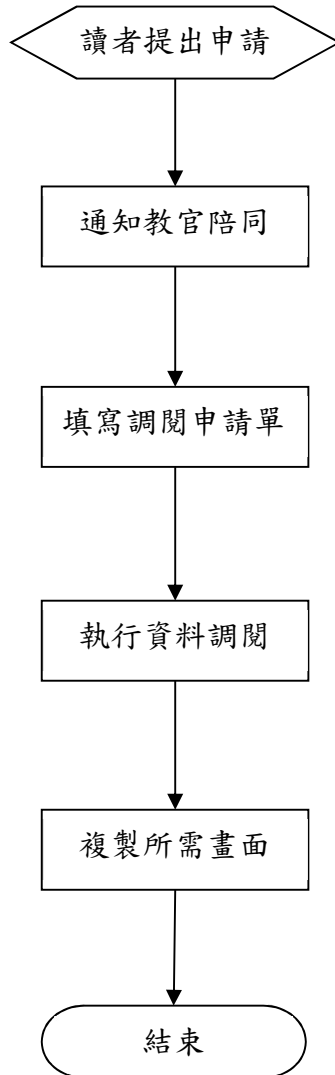 讀者提出申請
通知教官陪同
填寫調閱申請單
執行資料調閱
複製所需畫面
結束